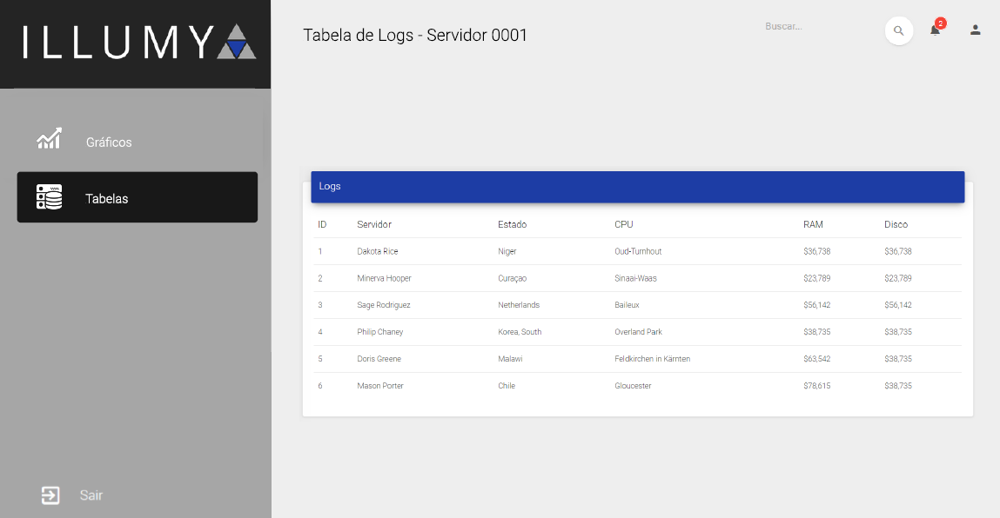 ILLUMY
Tabela de Logs - Servidor 0001
Buscar...
2
Gráficos
Tabelas
Sair
Logs
ID Servidor Estado CPU RAM Disco
1 Dakota Rice Niger Oud-Turnhout $36,738 $36,738
2 Minerva Hooper Curaçao Sinaai-Waas $23,789 $23,789
3 Sage Rodriguez Netherlands Baileux $56,142 $56,142
4 Philip Chaney Korea, South Overland Park $38,735 $38,735
5 Doris Greene Malawi Feldkirchen in Kärnten $63,542 $38,735
6 Mason Porter Chile Gloucester $78,615 $38,735